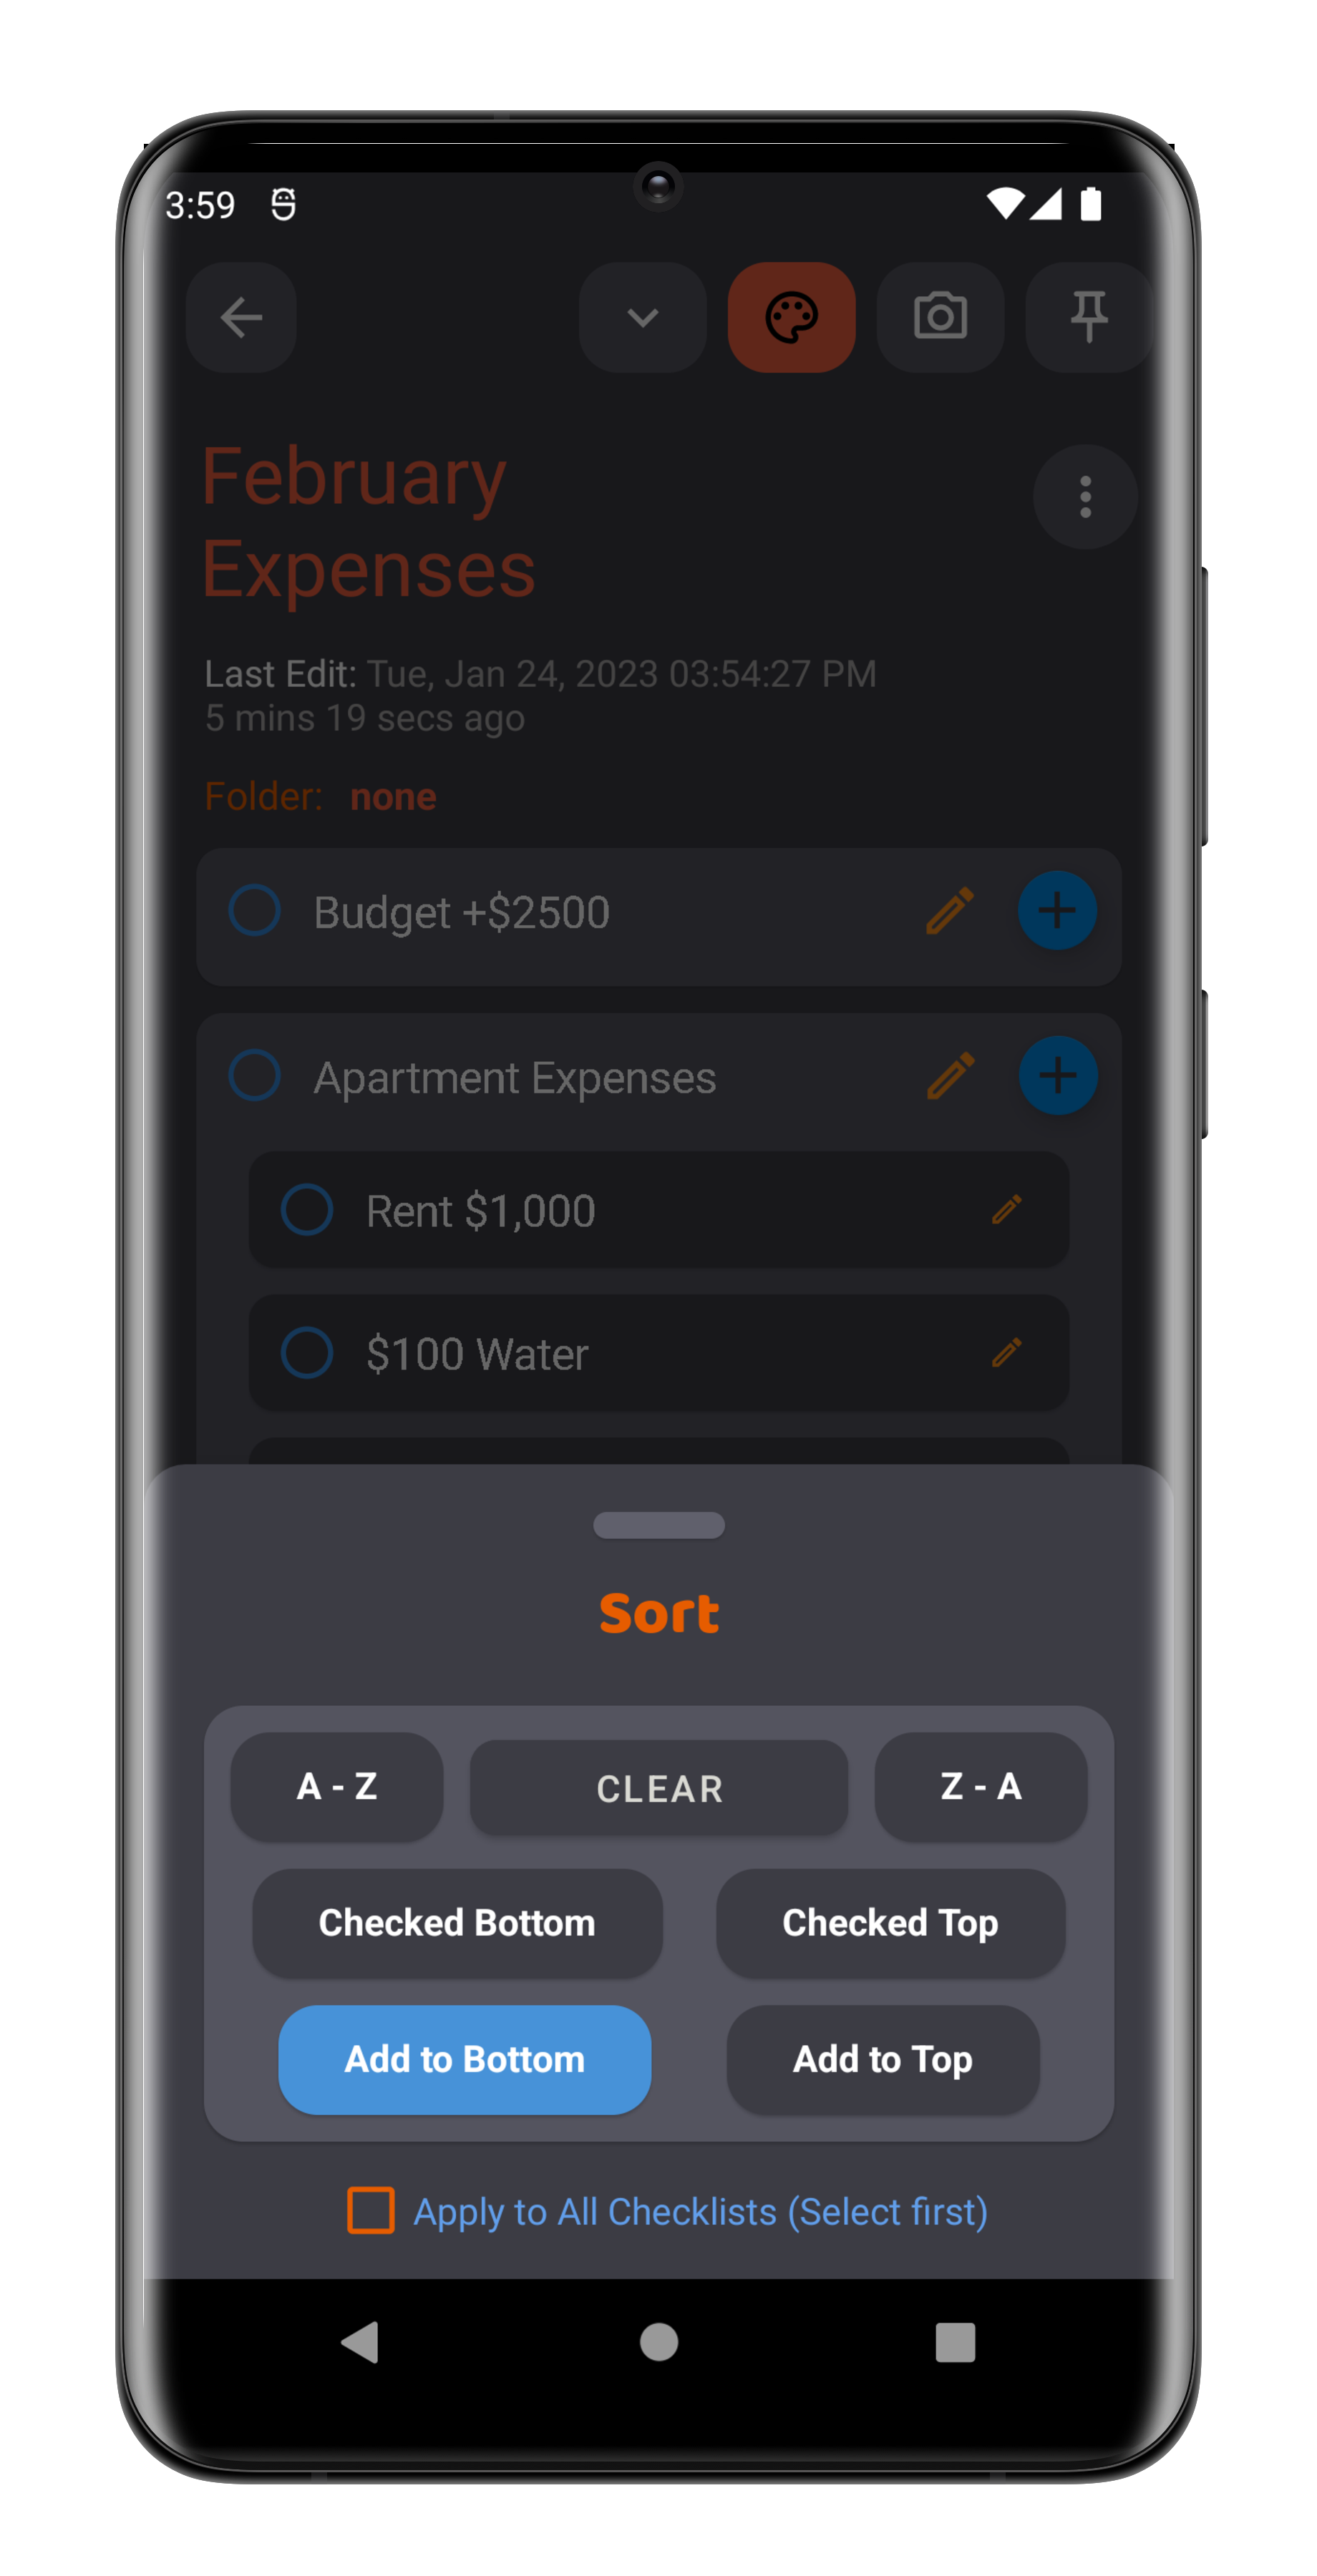 3:59
February
Expenses
Last Edit: Tue, Jan 24, 2023 03:54:27 PM
5 mins 19 secs ago
Folder: none
Budget +$2500
Apartment Expenses
Rent $1,000
$100 Water
Sort
A - Z CLEAR Z - A
Checked Bottom Checked Top
Add to Bottom Add to Top
Apply to All Checklists (Select first)